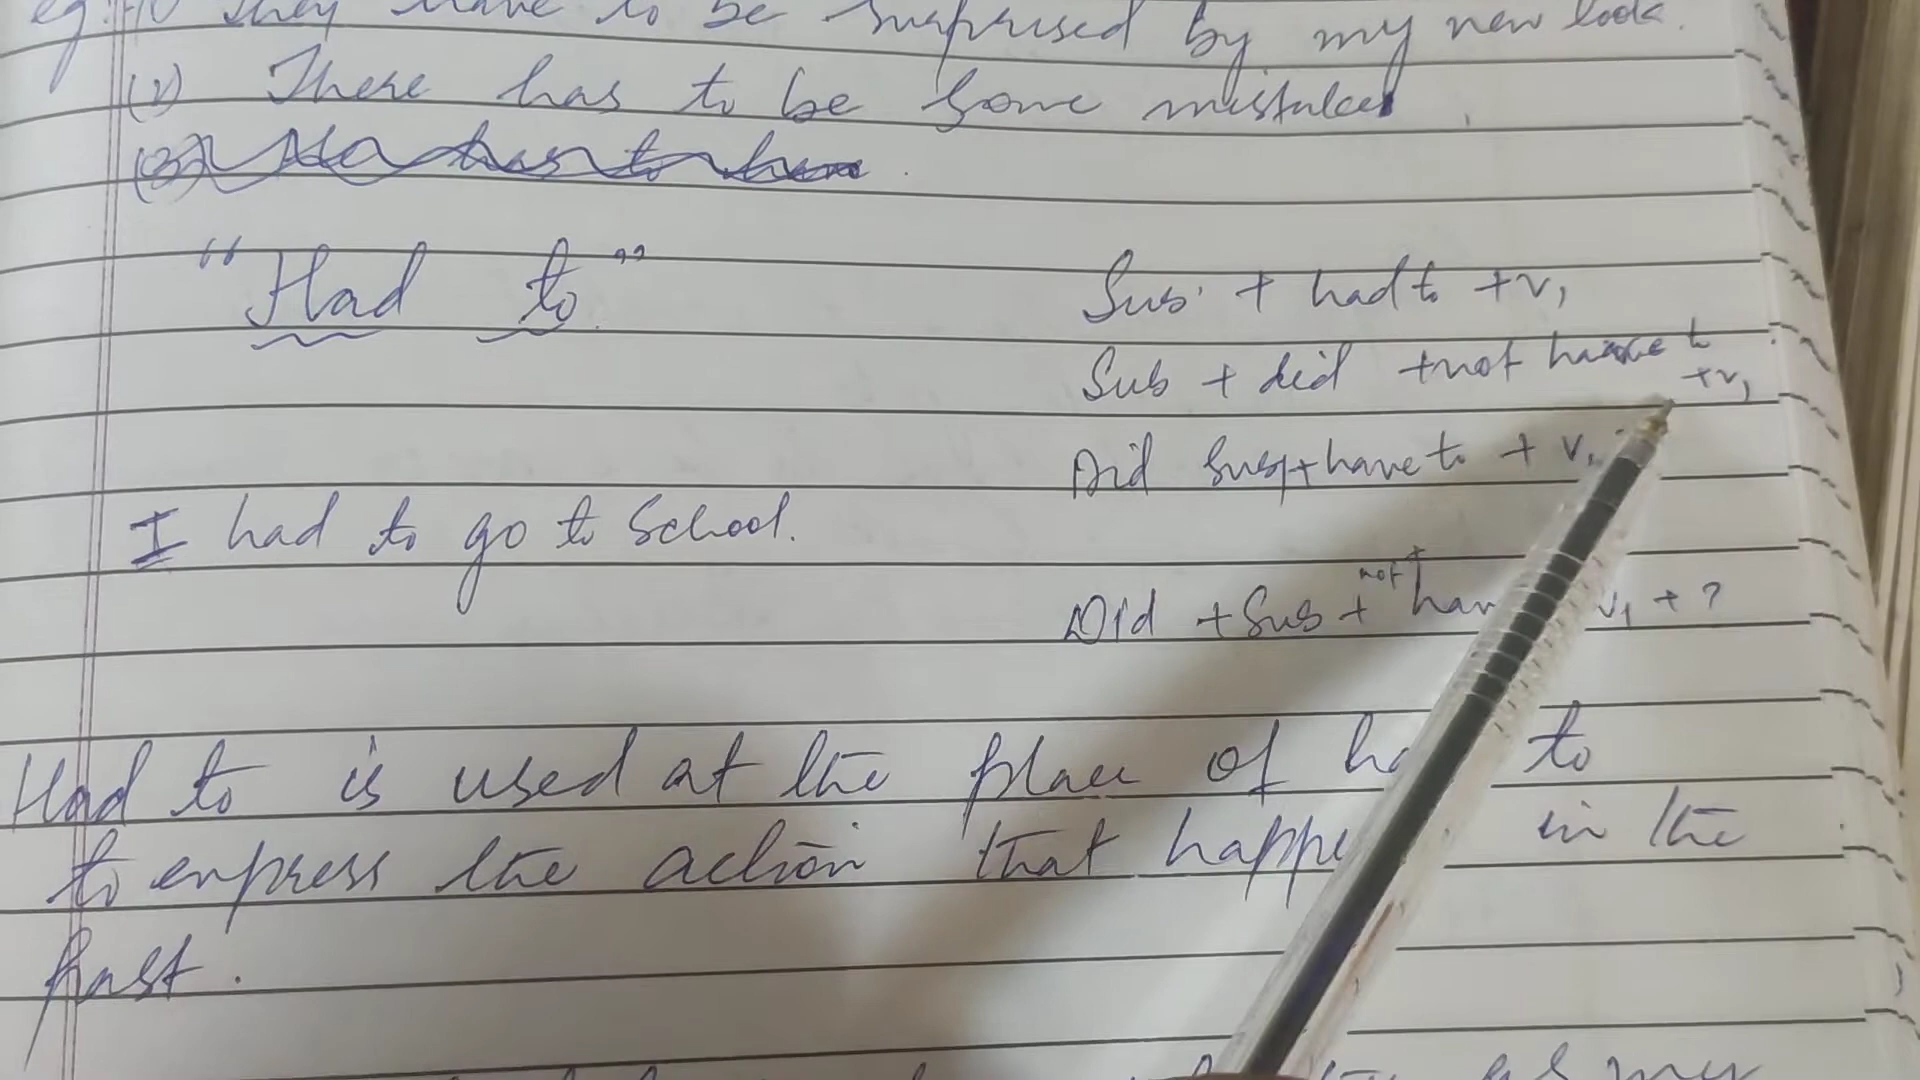 They have to be surprised by my new look.
(2) There has to be some mistake
"Had to"
Sub + had to + v1
Sub + did + not have to
+ v1
Did Sub + have to + v1
I had to go to School.
not +
Did + Sub + v1 + ?
Had to is used at the place of to
to express the action that in the
past.
as my